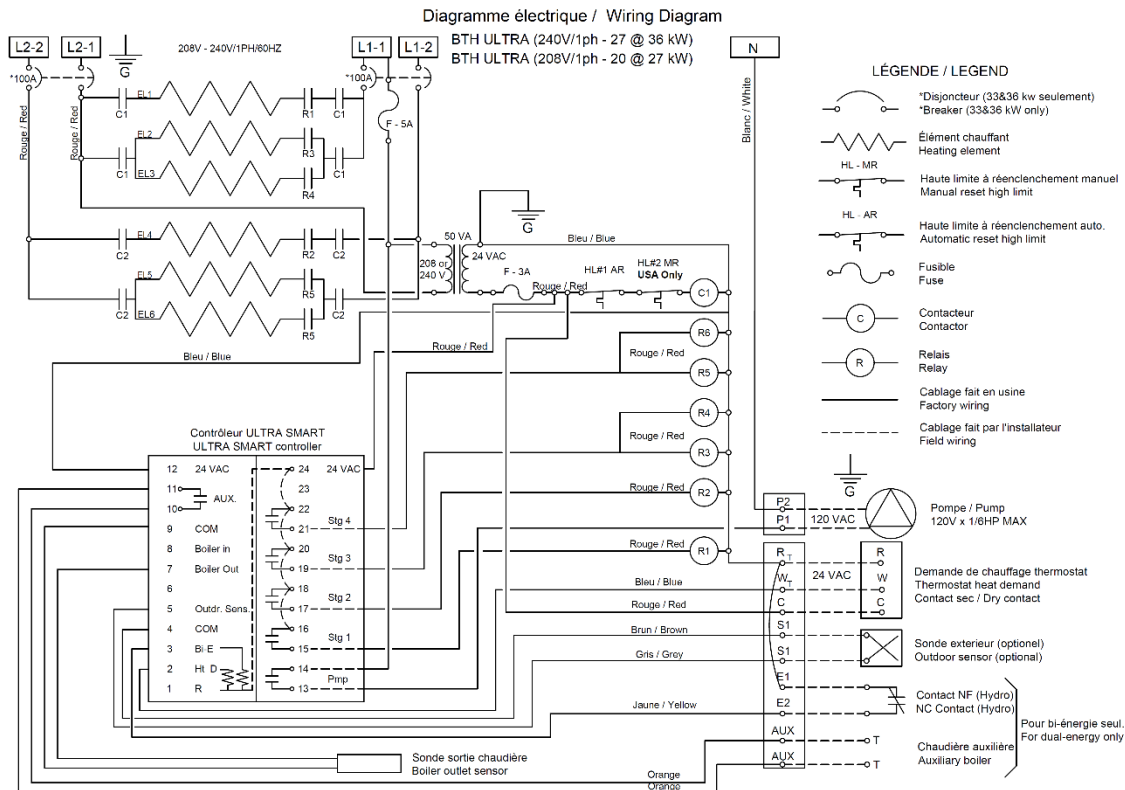 Diagramme électrique / Wiring Diagram
BTH ULTRA (240V/1ph - 27 @ 36 kW)
BTH ULTRA (208V/1ph - 20 @ 27 kW)
L2-2
L2-1
G
208V - 240V/1PH/60HZ
L1-1
L1-2
N
*100A
*100A
F - 5A
Rouge / Red
Rouge / Red
Blanc / White
C1
EL1
R1
C1
EL2
R3
C1
EL3
R4
C1
EL4
C2
R2
C2
EL5
R5
C2
EL6
R5
C2
50 VA
208 or
240 V
24 VAC
G
Bleu / Blue
F - 3A
Rouge / Red
HL#1 AR
HL#2 MR
USA Only
C1
Bleu / Blue
Rouge / Red
R6
Rouge / Red
R5
R4
Rouge / Red
R3
Rouge / Red
R2
Rouge / Red
R1
LÉGENDE / LEGEND
*Disjoncteur (33&36 kw seulement)
*Breaker (33&36 kW only)
Élément chauffant
Heating element
HL - MR
Haute limite à réenclenchement manuel
Manual reset high limit
HL - AR
Haute limite à réenclenchement auto.
Automatic reset high limit
Fusible
Fuse
C
Contacteur
Contactor
R
Relais
Relay
Cablage fait en usine
Factory wiring
Cablage fait par l'installateur
Field wiring
Contrôleur ULTRA SMART
ULTRA SMART controller
12 24 VAC
11
AUX.
10
9 COM
8 Boiler in
7 Boiler Out
6
5 Outdr. Sens.
4 COM
3 Bi-E
2 Ht D
1 R
24 24 VAC
23
22
Stg 4
21
20
Stg 3
19
18
Stg 2
17
16
Stg 1
15
14
Pmp
13
G
P2
P1
120 VAC
Pompe / Pump
120V x 1/6HP MAX
R T
W T
24 VAC
C
R
W
C
Demande de chauffage thermostat
Thermostat heat demand
Contact sec / Dry contact
Bleu / Blue
Rouge / Red
Brun / Brown
S1
Gris / Grey
S1
Sonde exterieur (optionel)
Outdoor sensor (optional)
E1
Jaune / Yellow
E2
Contact NF (Hydro)
NC Contact (Hydro)
AUX
T
AUX
T
Chaudière auxilière
Auxiliary boiler
Pour bi-énergie seul.
For dual-energy only
Sonde sortie chaudière
Boiler outlet sensor
Orange
Orange